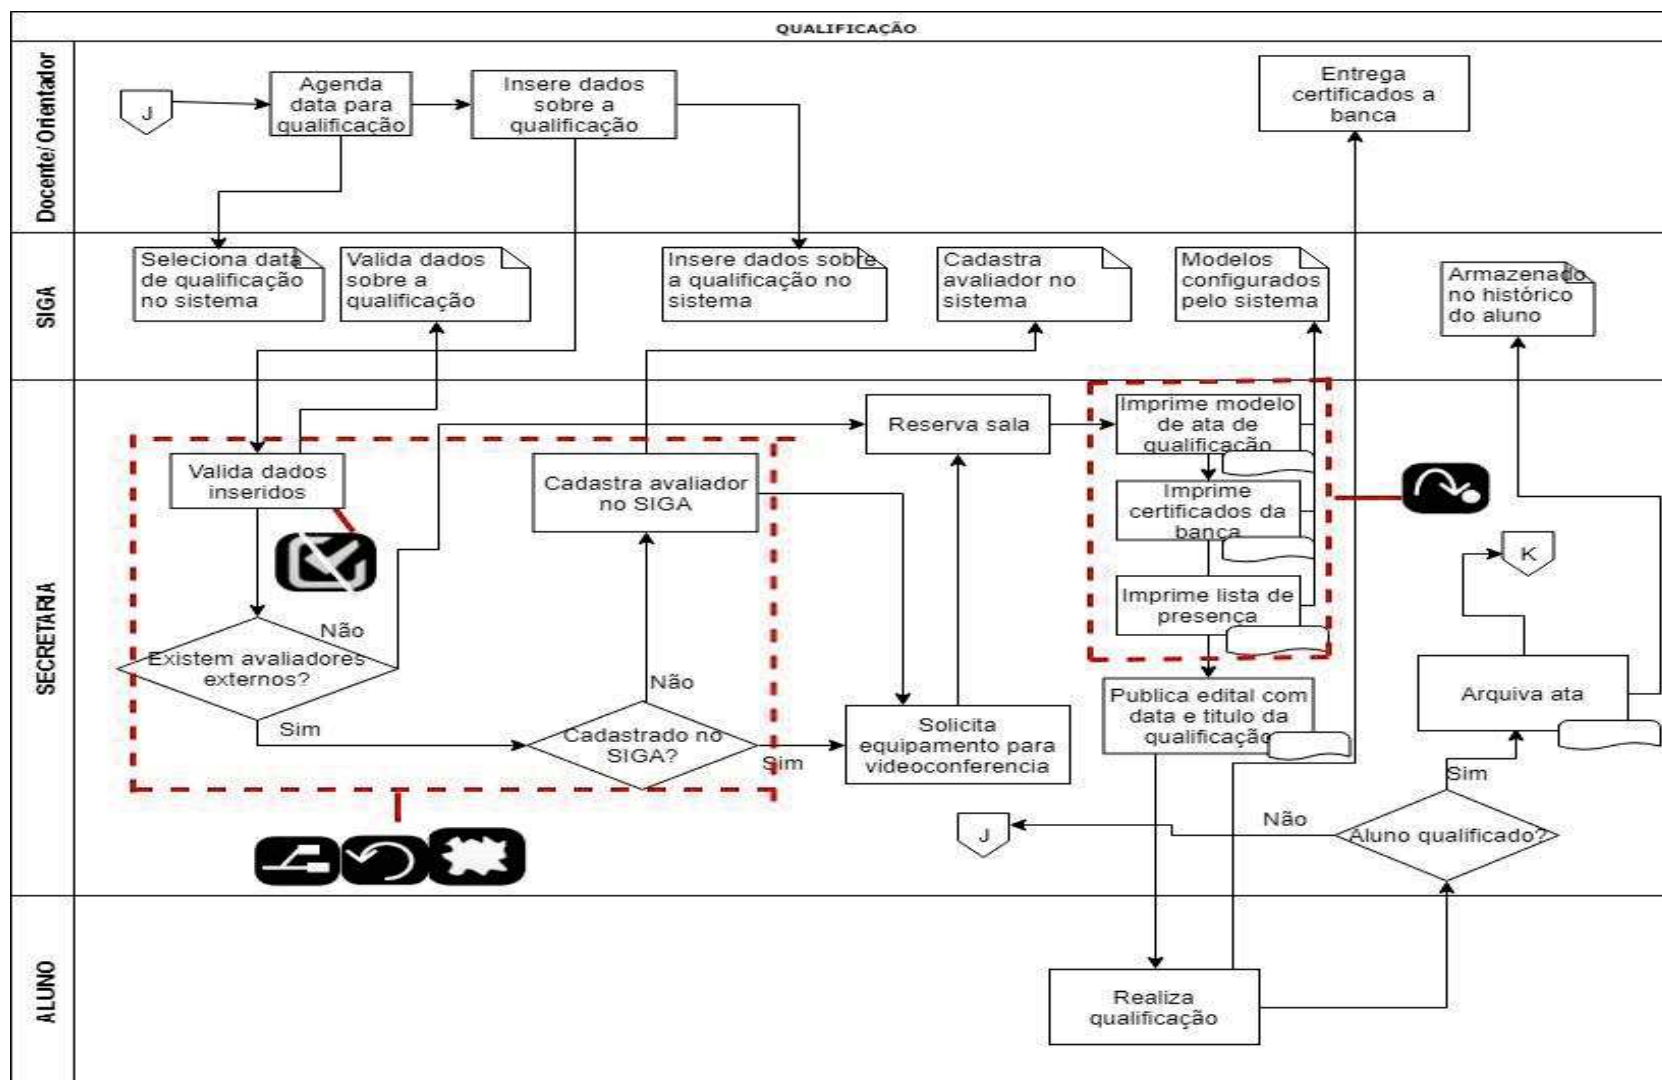 QUALIFICAÇÃO
Docente/ Orientador
J
Agenda
data para
qualificação
Insere dados
sobre a
qualificação
Entrega
certificados a
banca
SIGA
Seleciona data
de qualificação
no sistema
Valida dados
sobre a
qualificação
Insere dados sobre
a qualificação no
sistema
Cadastra
avaliador no
sistema
Modelos
configurados
pelo sistema
Armazenado
no histórico
do aluno
SECRETARIA
Valida dados
inseridos
Cadastra avaliador
no SIGA
Reserva sala
Imprime modelo
de ata de
qualificação
Imprime
certificados da
banca
Imprime lista de
presença
K
Não
Existem avaliadores
externos?
Sim
Não
Cadastrado no
SIGA?
Sim
Solicita
equipamento para
videoconferencia
Publica edital com
data e titulo da
qualificação
Arquiva ata
Sim
J
Não
Aluno qualificado?
ALUNO
Realiza
qualificação